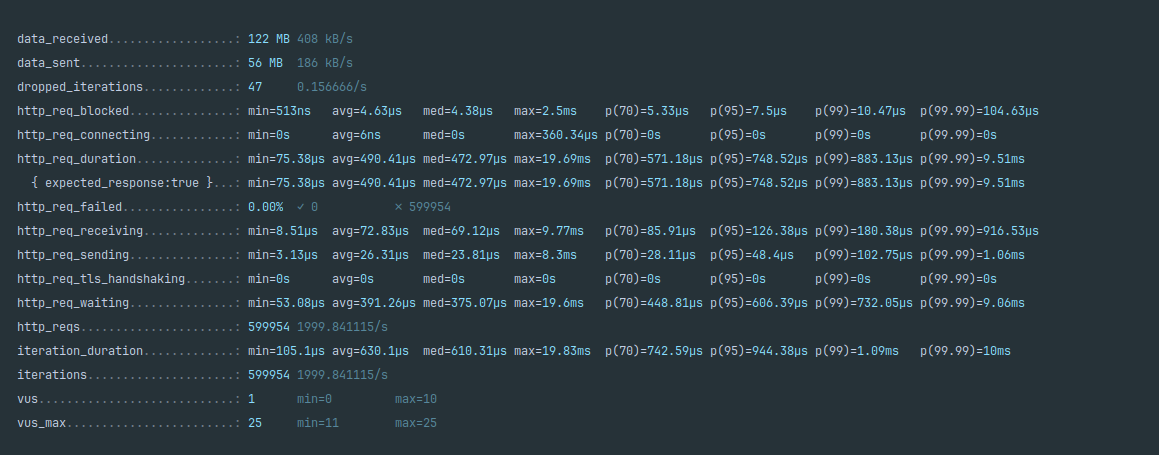 data_received..................: 122 MB 408 kB/s
data_sent......................: 56 MB  186 kB/s
dropped_iterations.............: 47     0.156666/s
http_req_blocked...............: min=513ns   avg=4.63µs   med=4.38µs   max=2.5ms    p(70)=5.33µs   p(95)=7.5µs    p(99)=10.47µs  p(99.99)=104.63µs
http_req_connecting............: min=0s      avg=6ns      med=0s       max=360.34µs p(70)=0s       p(95)=0s       p(99)=0s       p(99.99)=0s
http_req_duration..............: min=75.38µs avg=490.41µs med=472.97µs max=19.69ms  p(70)=571.18µs p(95)=748.52µs p(99)=883.13µs p(99.99)=9.51ms
  { expected_response:true }...: min=75.38µs avg=490.41µs med=472.97µs max=19.69ms  p(70)=571.18µs p(95)=748.52µs p(99)=883.13µs p(99.99)=9.51ms
http_req_failed................: 0.00%  ✓ 0           ✗ 599954
http_req_receiving.............: min=8.51µs  avg=72.83µs  med=69.12µs  max=9.77ms   p(70)=85.91µs  p(95)=126.38µs p(99)=180.38µs p(99.99)=916.53µs
http_req_sending...............: min=3.13µs  avg=26.31µs  med=23.81µs  max=8.3ms    p(70)=28.11µs  p(95)=48.4µs   p(99)=102.75µs p(99.99)=1.06ms
http_req_tls_handshaking.......: min=0s      avg=0s       med=0s       max=0s       p(70)=0s       p(95)=0s       p(99)=0s       p(99.99)=0s
http_req_waiting...............: min=53.08µs avg=391.26µs med=375.07µs max=19.6ms   p(70)=448.81µs p(95)=606.39µs p(99)=732.05µs p(99.99)=9.06ms
http_reqs......................: 599954 1999.841115/s
iteration_duration.............: min=105.1µs avg=630.1µs  med=610.31µs max=19.83ms  p(70)=742.59µs p(95)=944.38µs p(99)=1.09ms   p(99.99)=10ms
iterations.....................: 599954 1999.841115/s
vus............................: 1      min=0         max=10
vus_max........................: 25     min=11        max=25